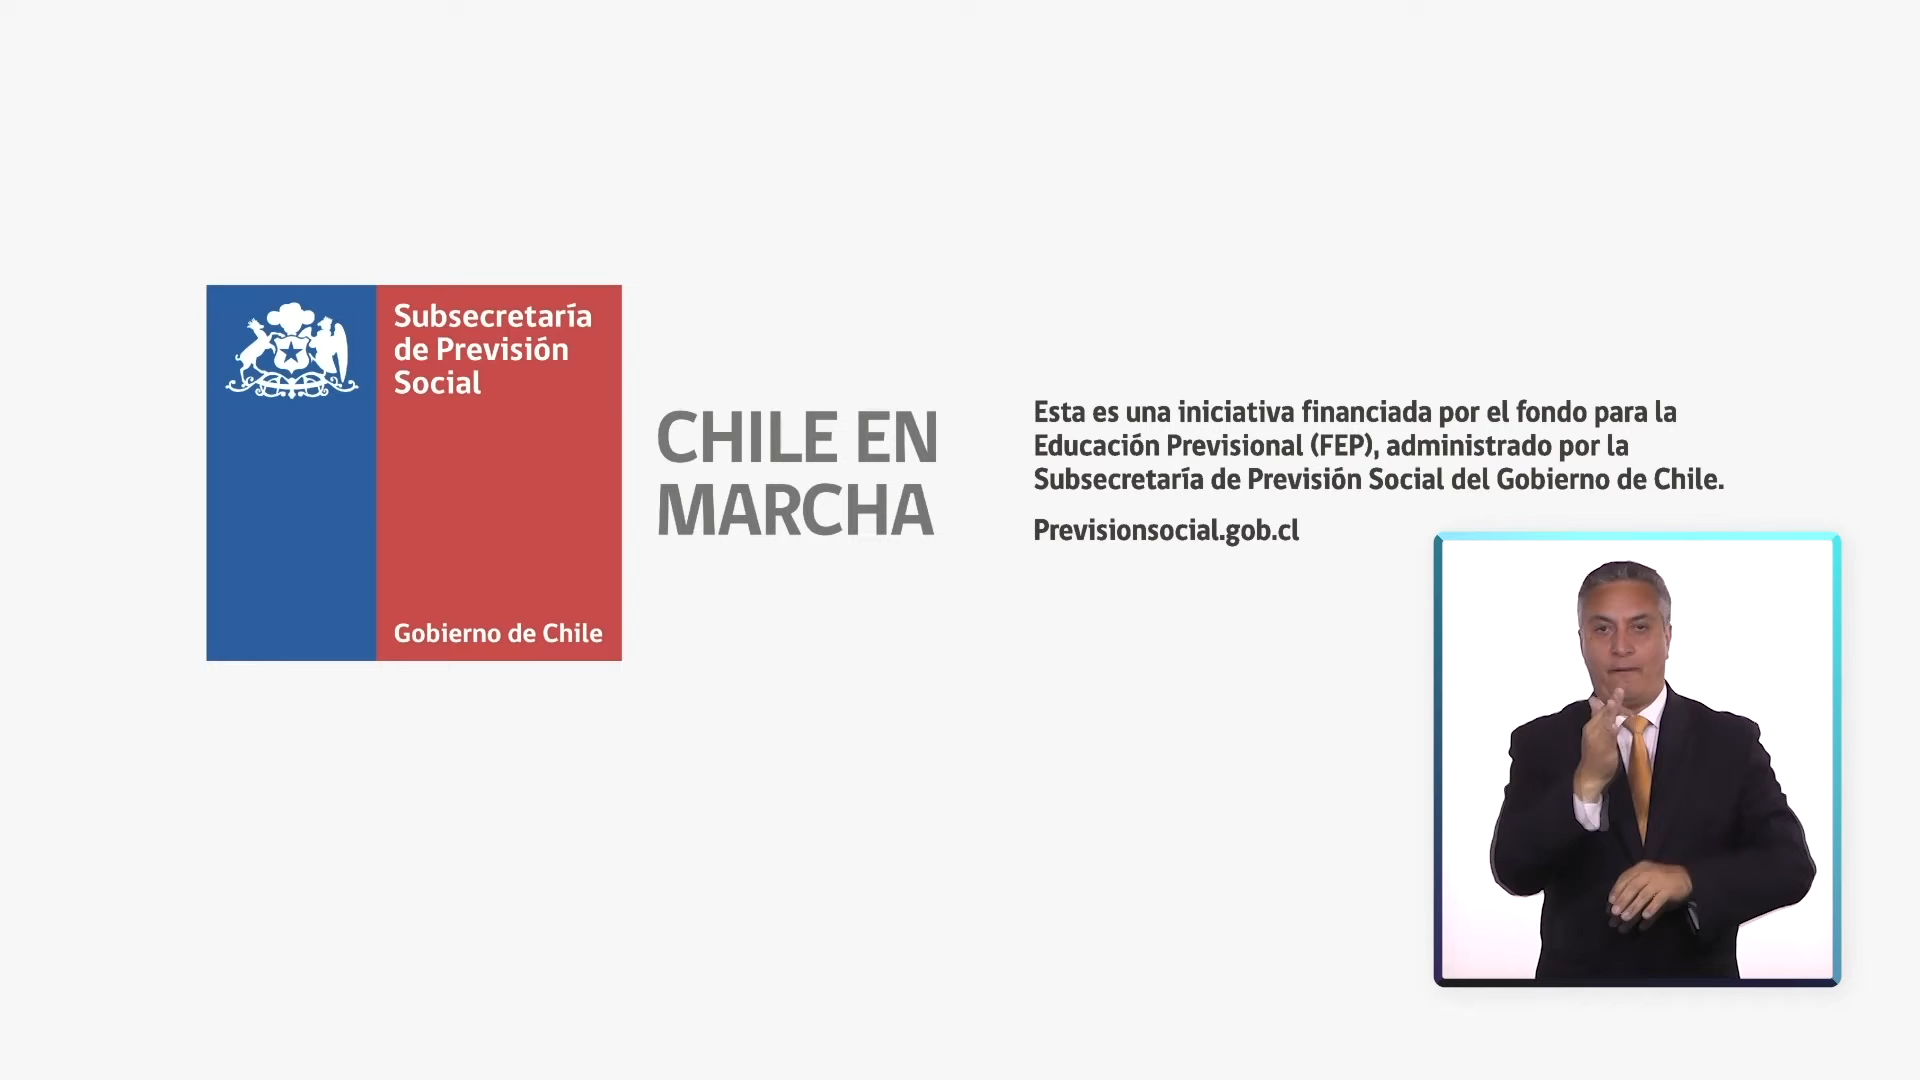 Subsecretaría
de Previsión
Social
Gobierno de Chile
CHILE EN
MARCHA
Esta es una iniciativa financiada por el fondo para la
Educación Previsional (FEP), administrado por la
Subsecretaría de Previsión Social del Gobierno de Chile.
Previsionsocial.gob.cl